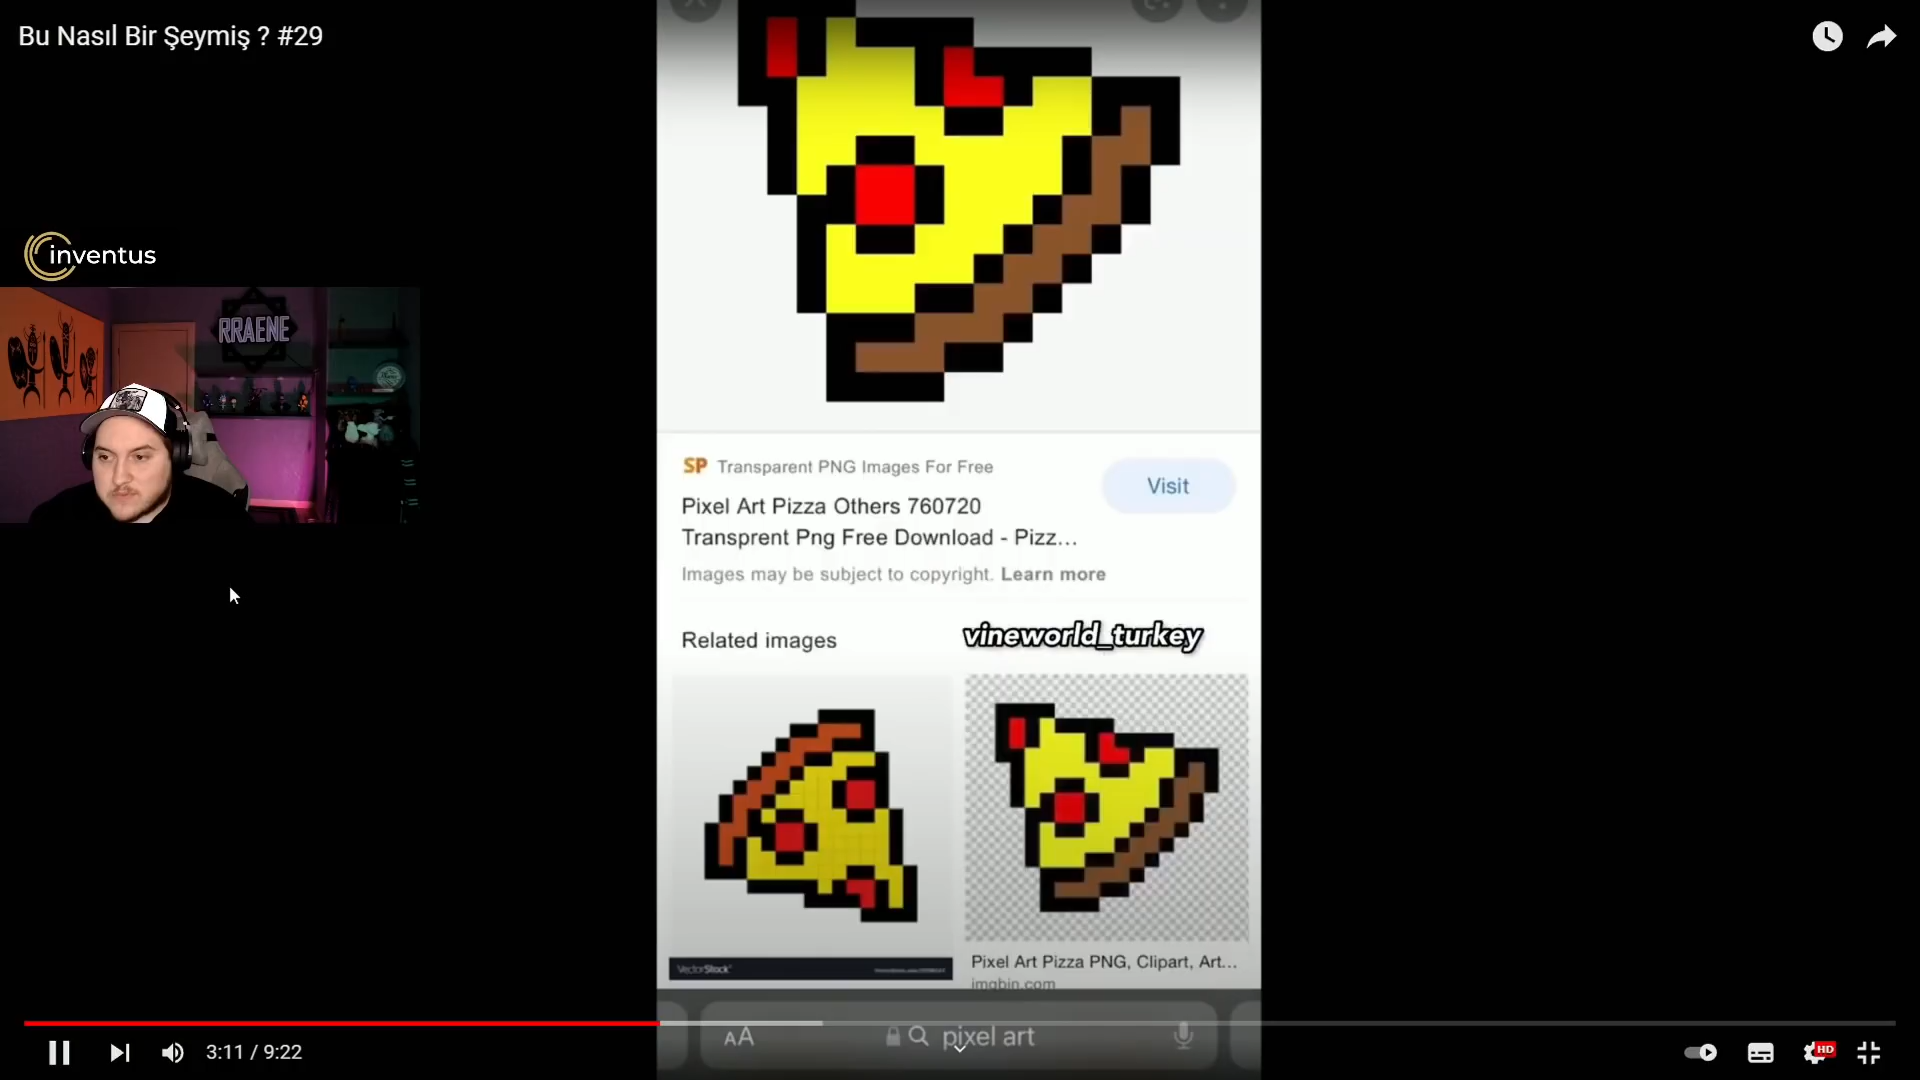 Bu Nasıl Bir Şeymiş ? #29
inventus
RRAENE
SP Transparent PNG Images For Free
Visit
Pixel Art Pizza Others 760720
Transprent Png Free Download - Pizz...
Images may be subject to copyright. Learn more
Related images
vineworld_turkey
VectorStock
Pixel Art Pizza PNG, Clipart, Art...
imgbin.com
AA
pixel art
3:11 / 9:22
HD